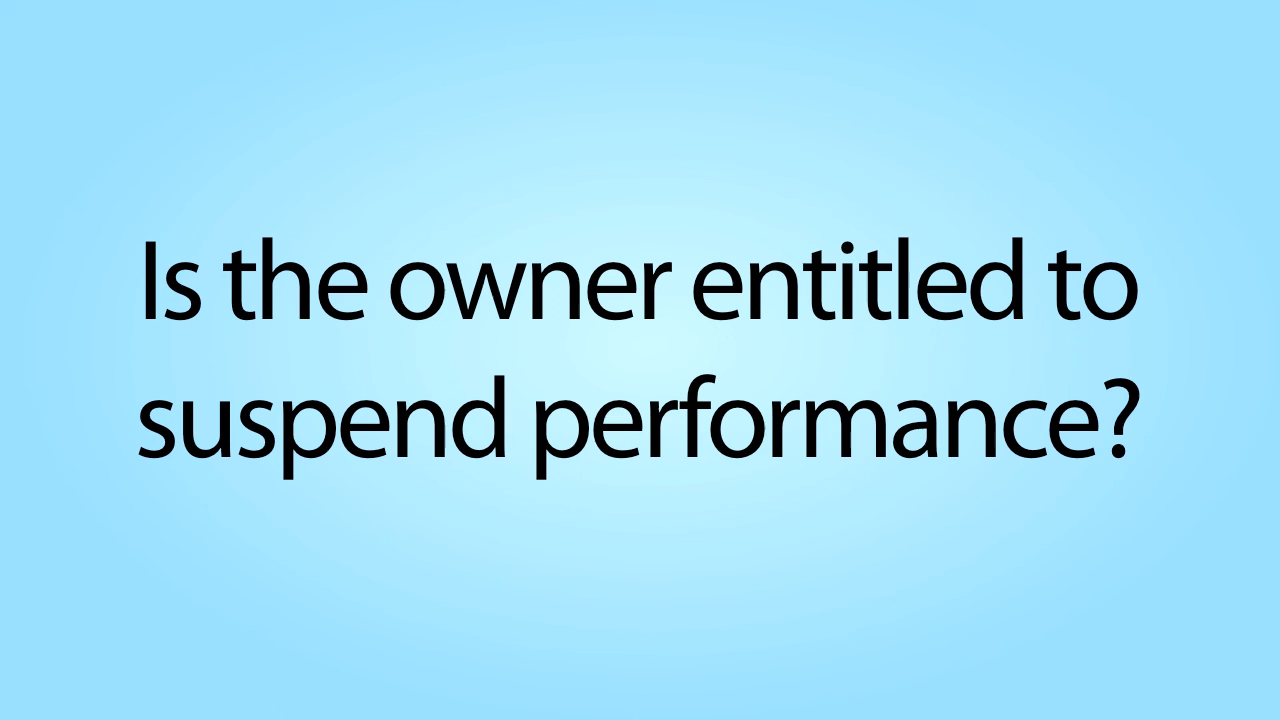 Is the owner entitled to
suspend performance?